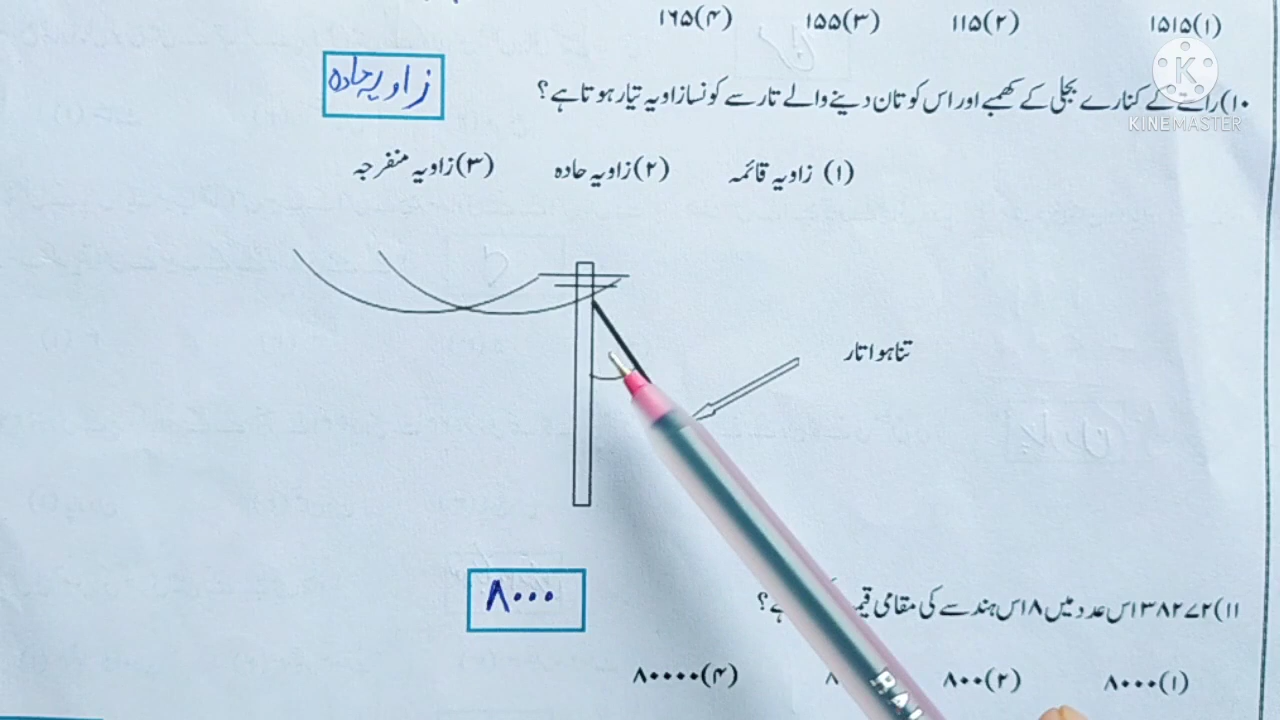 (۱)۱۵۱۵ (۲)۱۱۵ (۳)۱۵۵ (۴)۱۶۵
K
KINEMASTER
۱۰) راستے کے کنارے بجلی کے کھمبے اور اس کو تان دینے والے تار سے کونسا زاویہ تیار ہوتا ہے؟
زاویہ حادہ
(۱) زاویہ قائمہ (۲) زاویہ حادہ (۳) زاویہ منفرجہ
تنا ہوا تار
۱۱) ۳۸۲۷۲ اس عدد میں ۸ اس ہندسے کی مقامی ہے؟
۸۰۰۰
(۱)۸۰۰۰ (۲)۸۰۰ (۴)۸۰۰۰۰